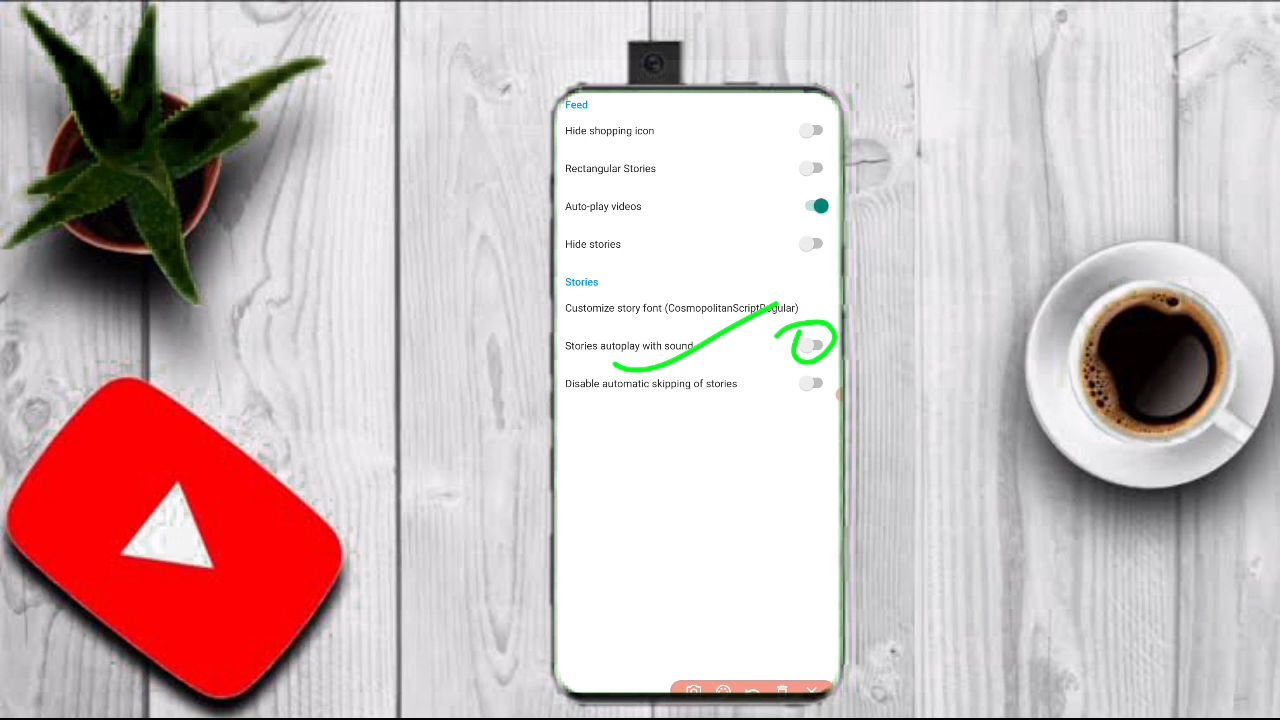 Feed
Hide shopping icon
Rectangular Stories
Auto-play videos
Hide stories
Stories
Customize story font (CosmopolitanScriptRegular)
Stories autoplay with sound
Disable automatic skipping of stories